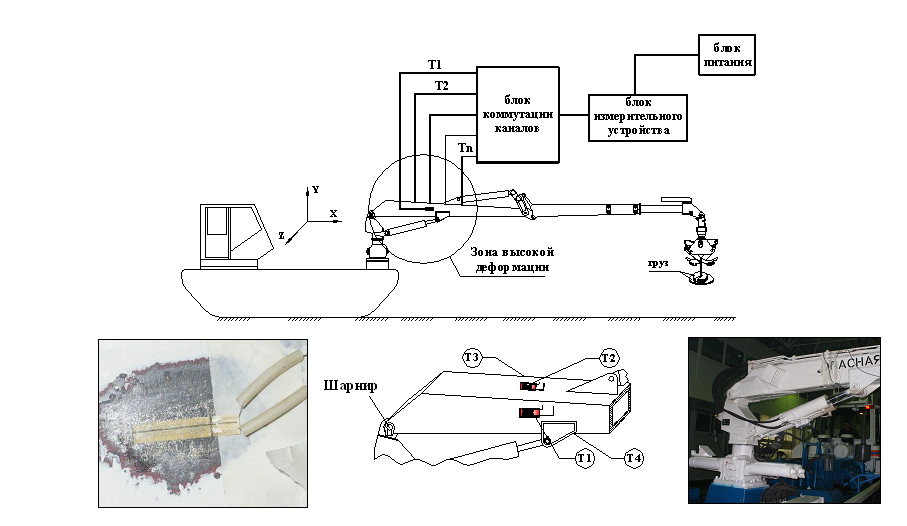 блок
питания
T1
T2
блок
коммутации
каналов
блок
измерительного
устройства
Tn
Y
X
Z
Зона высокой
деформации
груз
T3
T2
Шарнир
T1
T4
АСНАЯ